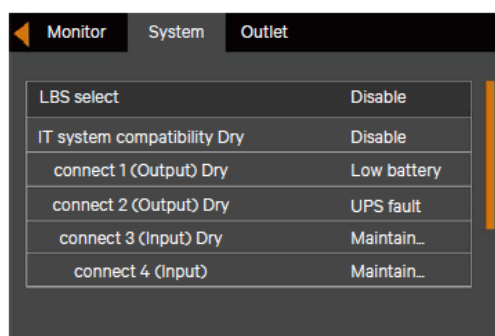 Monitor System Outlet
LBS select Disable
IT system compatibility Dry Disable
connect 1 (Output) Dry Low battery
connect 2 (Output) Dry UPS fault
connect 3 (Input) Dry Maintain...
connect 4 (Input) Maintain...